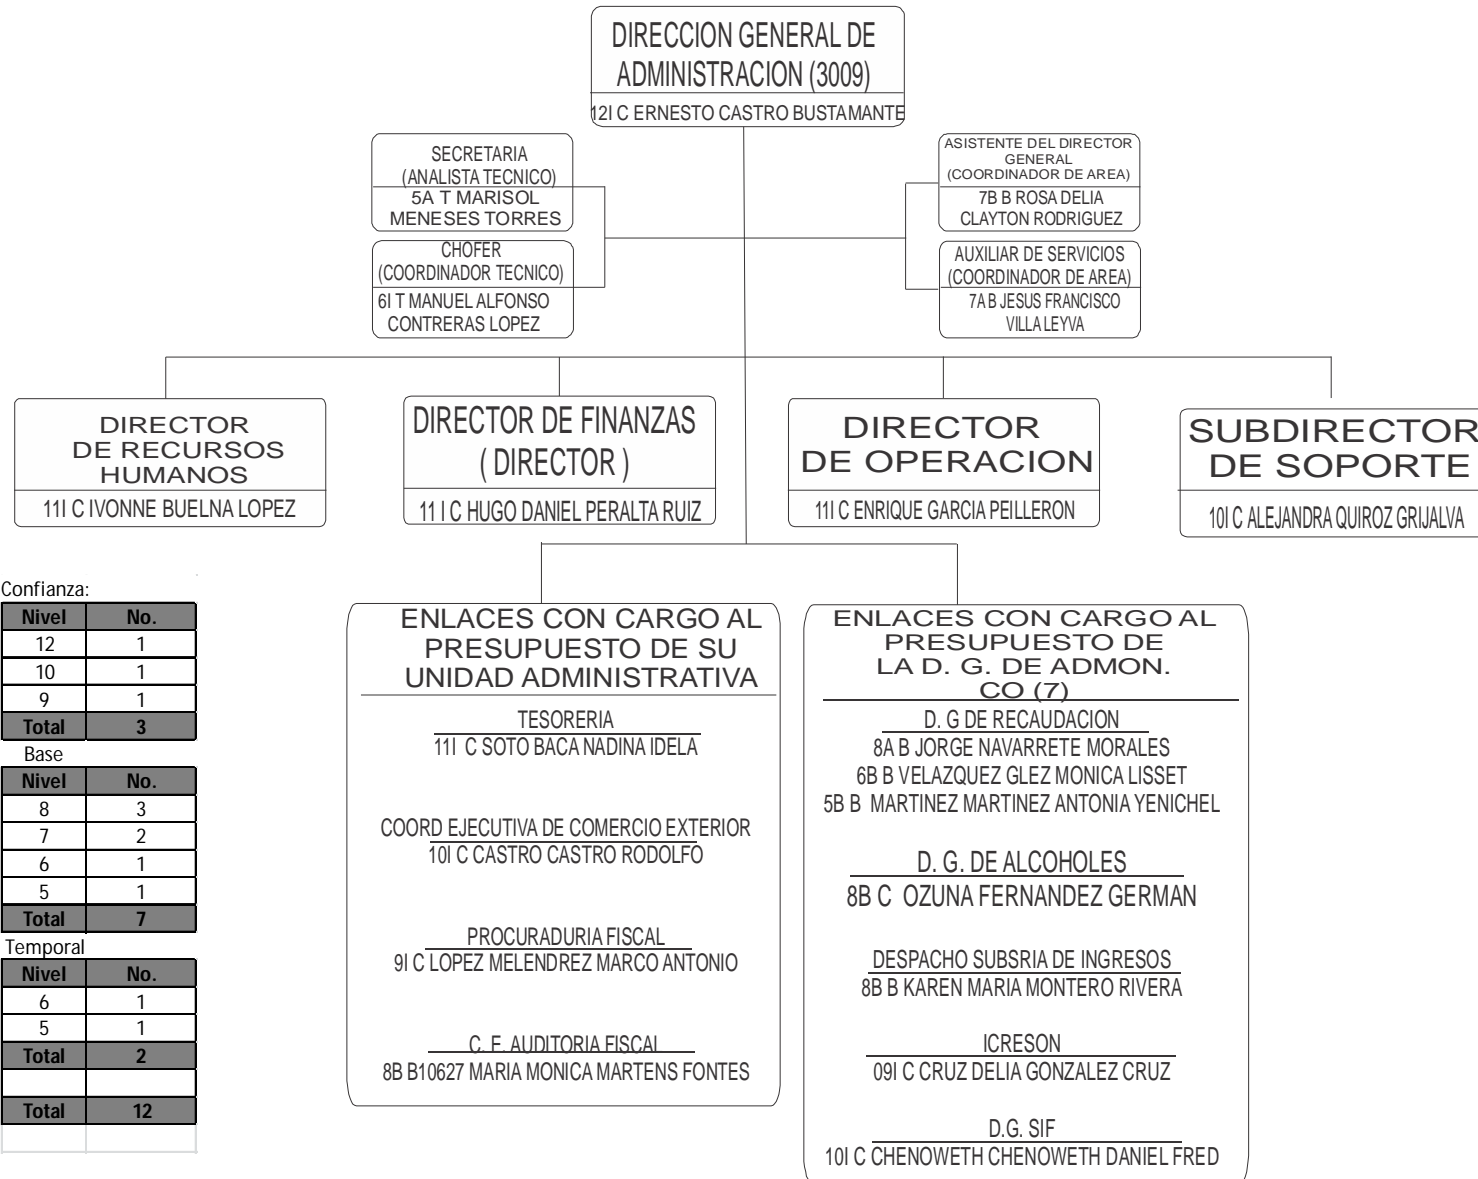 DIRECCION GENERAL DE
ADMINISTRACION (3009)
12I C ERNESTO CASTRO BUSTAMANTE
SECRETARIA
(ANALISTA TECNICO)
5A T MARISOL
MENESES TORRES
CHOFER
(COORDINADOR TECNICO)
6I T MANUEL ALFONSO
CONTRERAS LOPEZ
ASISTENTE DEL DIRECTOR
GENERAL
(COORDINADOR DE AREA)
7B B ROSA DELIA
CLAYTON RODRIGUEZ
AUXILIAR DE SERVICIOS
(COORDINADOR DE AREA)
7A B JESUS FRANCISCO
VILLA LEYVA
DIRECTOR
DE RECURSOS
HUMANOS
11I C IVONNE BUELNA LOPEZ
DIRECTOR DE FINANZAS
( DIRECTOR )
11 I C HUGO DANIEL PERALTA RUIZ
DIRECTOR
DE OPERACION
11I C ENRIQUE GARCIA PEILLERON
SUBDIRECTOR
DE SOPORTE
10I C ALEJANDRA QUIROZ GRIJALVA
Confianza:
Nivel No.
12 1
10 1
9 1
Total 3
Base
Nivel No.
8 3
7 2
6 1
5 1
Total 7
Temporal
Nivel No.
6 1
5 1
Total 2
Total 12
ENLACES CON CARGO AL
PRESUPUESTO DE SU
UNIDAD ADMINISTRATIVA
TESORERIA
11I C SOTO BACA NADINA IDELA
COORD EJECUTIVA DE COMERCIO EXTERIOR
10I C CASTRO CASTRO RODOLFO
PROCURADURIA FISCAL
9I C LOPEZ MELENDREZ MARCO ANTONIO
C. E. AUDITORIA FISCAL
8B B10627 MARIA MONICA MARTENS FONTES
ENLACES CON CARGO AL
PRESUPUESTO DE
LA D. G. DE ADMON.
CO (7)
D. G DE RECAUDACION
8A B JORGE NAVARRETE MORALES
6B B VELAZQUEZ GLEZ MONICA LISSET
5B B MARTINEZ MARTINEZ ANTONIA YENICHEL
D. G. DE ALCOHOLES
8B C OZUNA FERNANDEZ GERMAN
DESPACHO SUBSRIA DE INGRESOS
8B B KAREN MARIA MONTERO RIVERA
ICRESON
09I C CRUZ DELIA GONZALEZ CRUZ
D.G. SIF
10I C CHENOWETH CHENOWETH DANIEL FRED